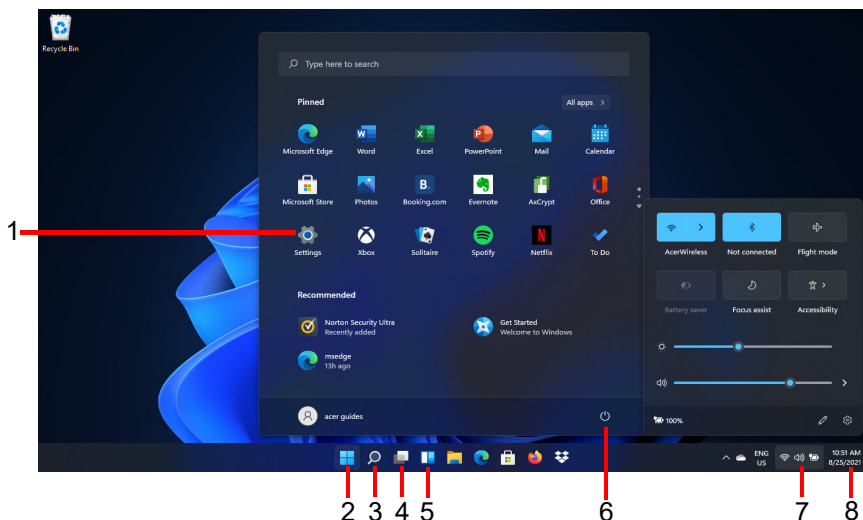 Recycle Bin
Type here to search
Pinned
All apps >
Microsoft Edge
Word
Excel
PowerPoint
Mail
Calendar
Microsoft Store
Photos
Booking.com
Evernote
AxCrypt
Office
1
Settings
Xbox
Solitaire
Spotify
Netflix
To Do
AcerWireless
Not connected
Flight mode
Battery saver
Focus assist
Accessibility
Recommended
Norton Security Ultra
Recently added
Get Started
Welcome to Windows
msedge
13h ago
acer guides
100%
ENG
US
10:51 AM
8/25/2021
2
3
4
5
6
7
8